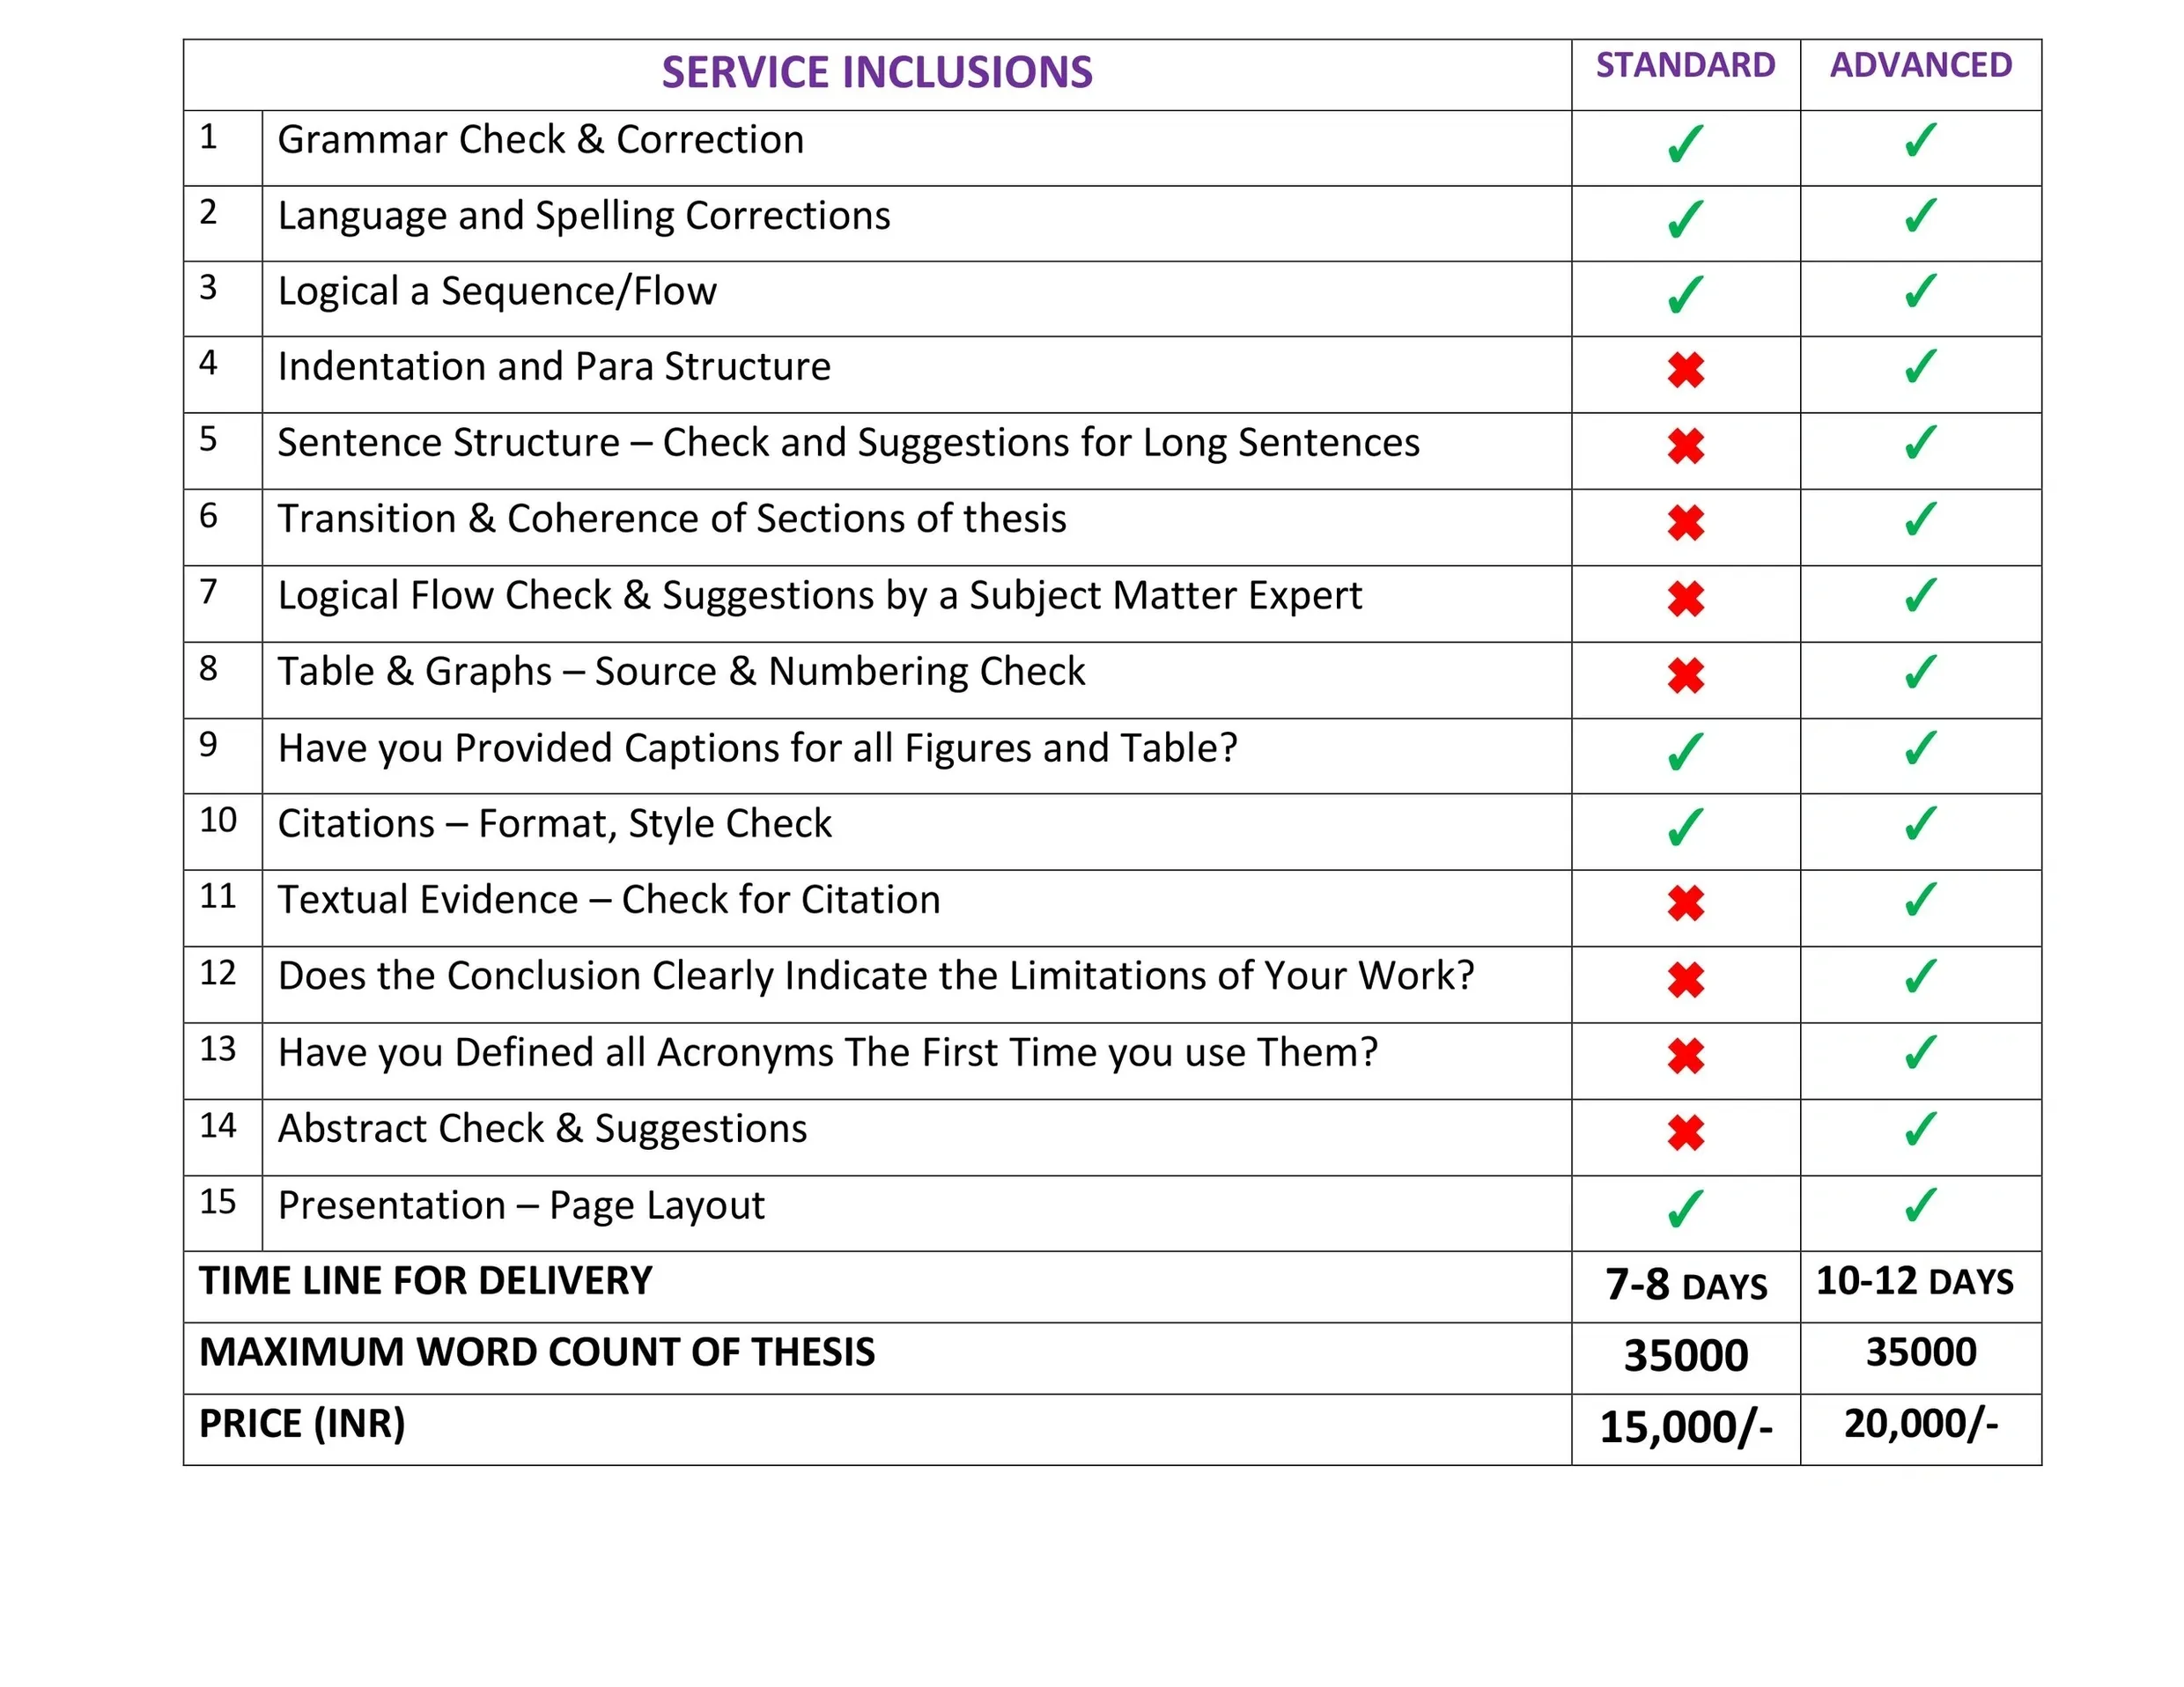 SERVICE INCLUSIONS STANDARD ADVANCED
1 Grammar Check & Correction ✓ ✓
2 Language and Spelling Corrections ✓ ✓
3 Logical a Sequence/Flow ✓ ✓
4 Indentation and Para Structure ✖ ✓
5 Sentence Structure – Check and Suggestions for Long Sentences ✖ ✓
6 Transition & Coherence of Sections of thesis ✖ ✓
7 Logical Flow Check & Suggestions by a Subject Matter Expert ✖ ✓
8 Table & Graphs – Source & Numbering Check ✖ ✓
9 Have you Provided Captions for all Figures and Table? ✓ ✓
10 Citations – Format, Style Check ✓ ✓
11 Textual Evidence – Check for Citation ✖ ✓
12 Does the Conclusion Clearly Indicate the Limitations of Your Work? ✖ ✓
13 Have you Defined all Acronyms The First Time you use Them? ✖ ✓
14 Abstract Check & Suggestions ✖ ✓
15 Presentation – Page Layout ✓ ✓
TIME LINE FOR DELIVERY 7-8 DAYS 10-12 DAYS
MAXIMUM WORD COUNT OF THESIS 35000 35000
PRICE (INR) 15,000/- 20,000/-